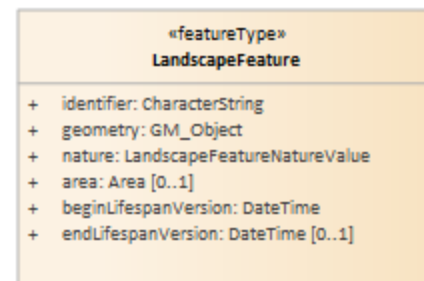 «featureType»
LandscapeFeature
+ identifier: CharacterString
+ geometry: GM_Object
+ nature: LandscapeFeatureNatureValue
+ area: Area [0..1]
+ beginLifespanVersion: DateTime
+ endLifespanVersion: DateTime [0..1]